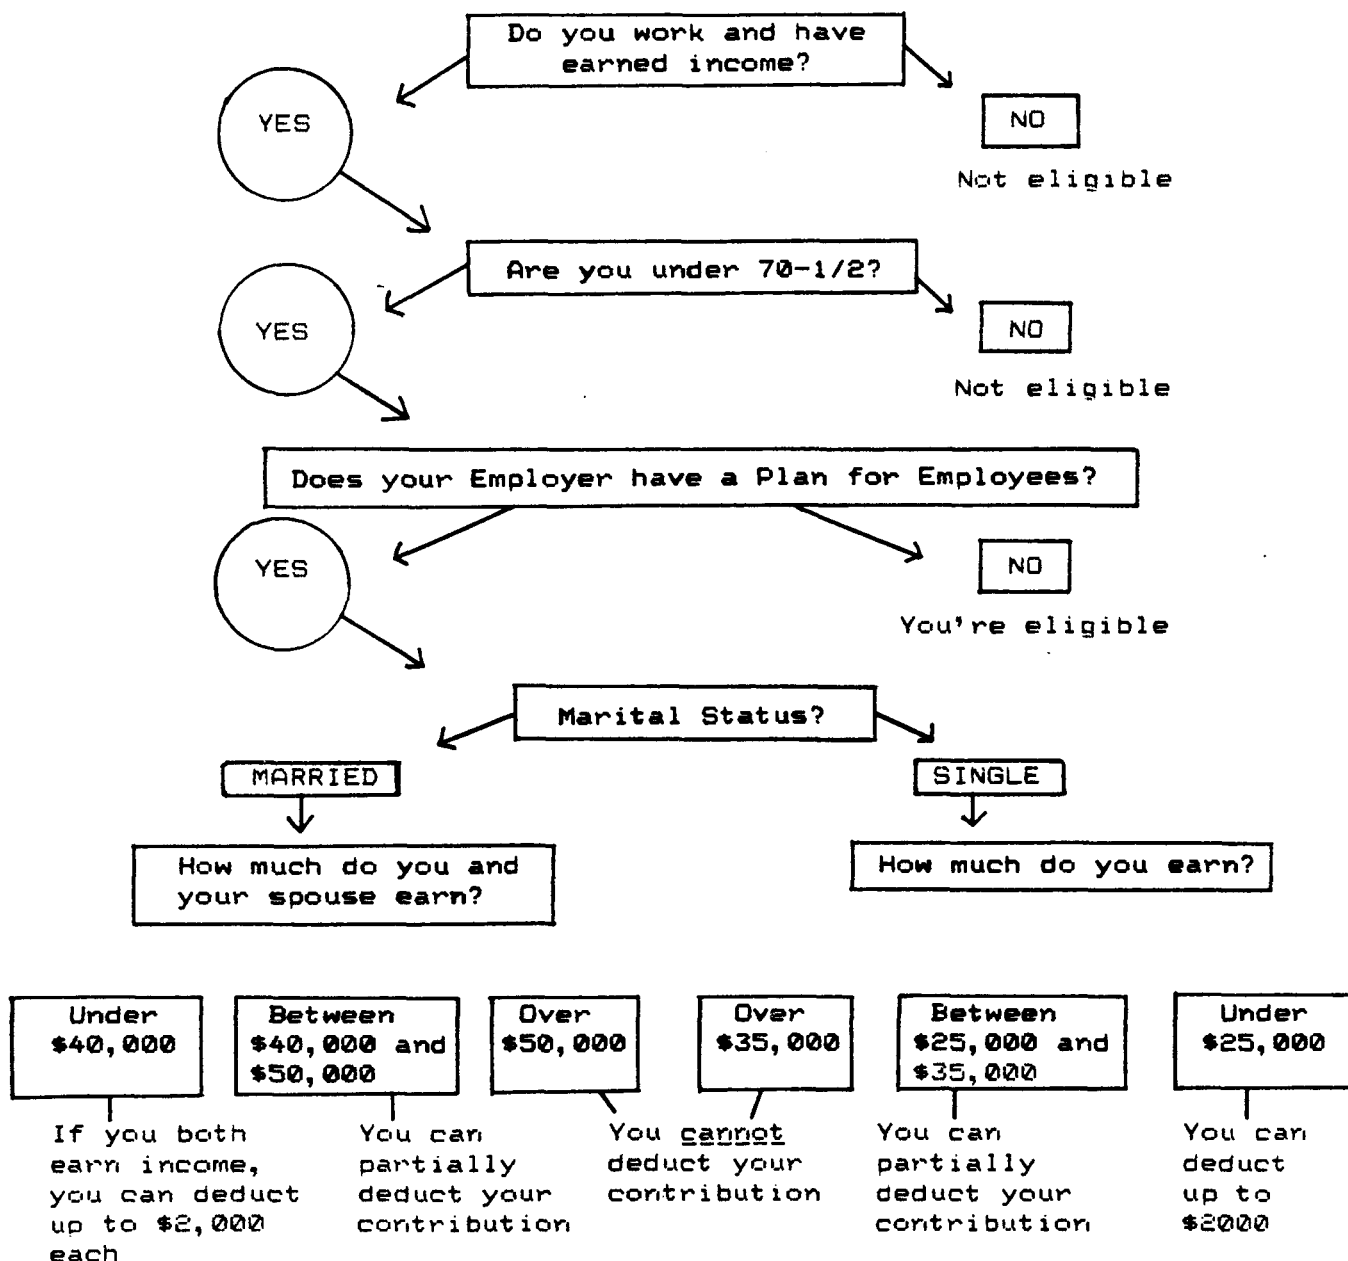 Do you work and have
earned income?
YES
NO
Not eligible
Are you under 70-1/2?
YES
NO
Not eligible
Does your Employer have a Plan for Employees?
YES
NO
You're eligible
Marital Status?
MARRIED
SINGLE
How much do you and
your spouse earn?
How much do you earn?
Under
$40,000
Between
$40,000 and
$50,000
Over
$50,000
Over
$35,000
Between
$25,000 and
$35,000
Under
$25,000
If you both
earn income,
you can deduct
up to $2,000
each
You can
partially
deduct your
contribution
You cannot
deduct your
contribution
You can
partially
deduct your
contribution
You can
deduct
up to
$2000